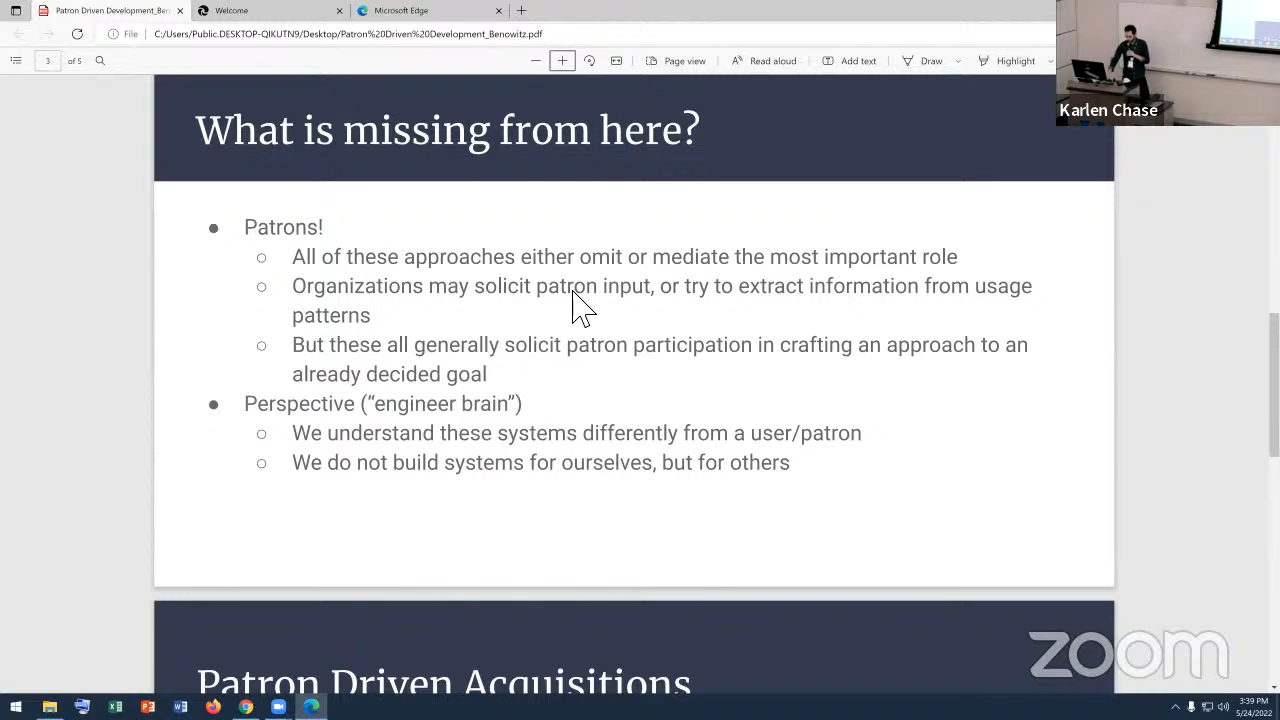 Patron Driven Development_Ben
Welcome
Microsoft Edge
File
C:/Users/Public.DESKTOP-QIKUTN9/Desktop/Patron%20Driven%20Development_Benowitz.pdf
3 of 5
Page view
Read aloud
Add text
Draw
Highlight
Karlen Chase
What is missing from here?
Patrons!
All of these approaches either omit or mediate the most important role
Organizations may solicit patron input, or try to extract information from usage
patterns
But these all generally solicit patron participation in crafting an approach to an
already decided goal
Perspective (“engineer brain”)
We understand these systems differently from a user/patron
We do not build systems for ourselves, but for others
Patron Driven Acquisitions
zoom
3:39 PM
5/24/2022